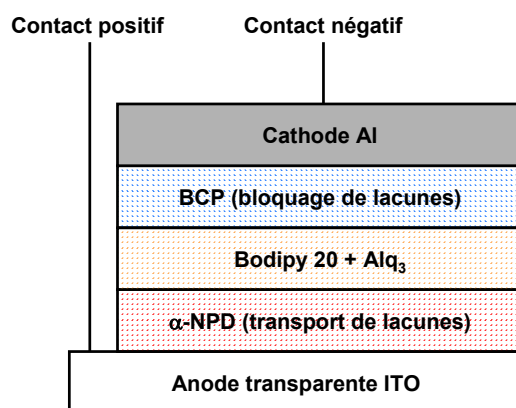 Contact positif
Contact négatif
Cathode Al
BCP (bloquage de lacunes)
Bodipy 20 + Alq₃
α-NPD (transport de lacunes)
Anode transparente ITO